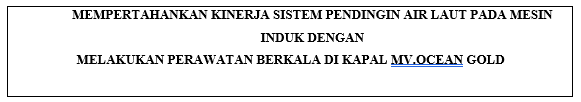 MEMPERTAHANKAN KINERJA SISTEM PENDINGIN AIR LAUT PADA MESIN
INDUK DENGAN
MELAKUKAN PERAWATAN BERKALA DI KAPAL MV.OCEAN GOLD